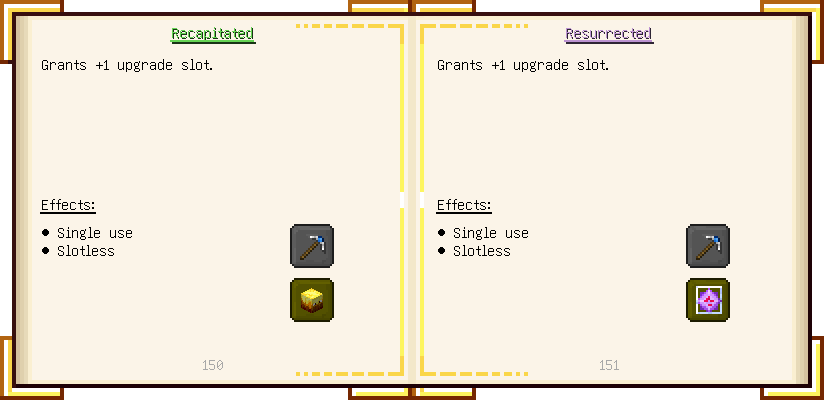 Recapitated
Grants +1 upgrade slot.
Effects:
● Single use
● Slotless
150
Resurrected
Grants +1 upgrade slot.
Effects:
● Single use
● Slotless
151